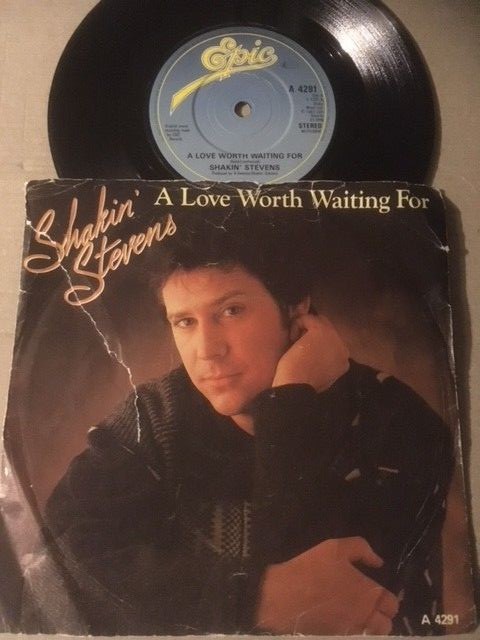 Epic
A 4291
STEREO
A LOVE WORTH WAITING FOR
SHAKIN' STEVENS
Shakin' Stevens
A Love Worth Waiting For
A 4291